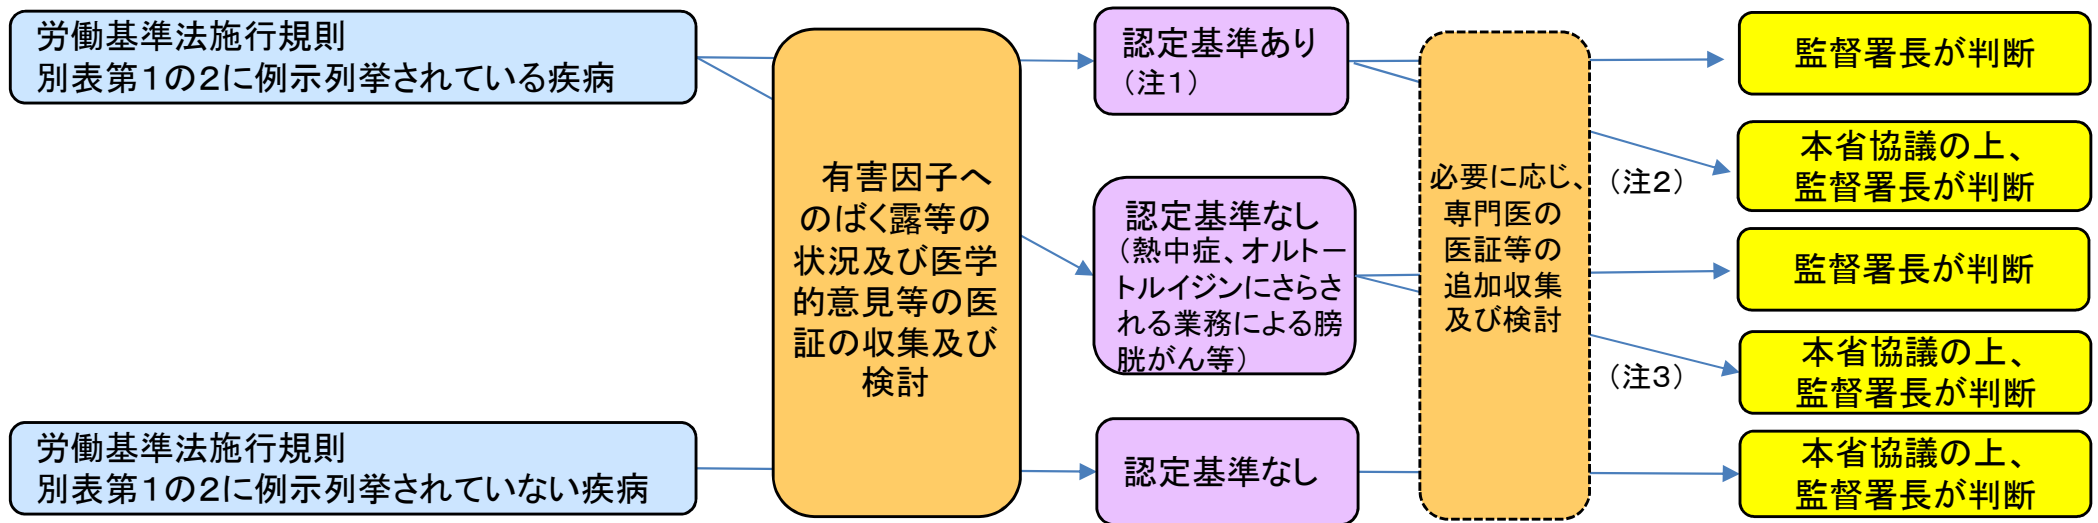 労働基準法施行規則
別表第１の２に例示列挙されている疾病
労働基準法施行規則
別表第１の２に例示列挙されていない疾病
有害因子へ
のばく露等の
状況及び医学
的意見等の医
証の収集及び
検討
認定基準あり
（注１）
認定基準なし
（熱中症、オルトー
トルイジンにさらさ
れる業務による膀
胱がん等）
認定基準なし
必要に応じ、
専門医の
医証等の
追加収集
及び検討
（注２）
（注３）
監督署長が判断
本省協議の上、
監督署長が判断
監督署長が判断
本省協議の上、
監督署長が判断
本省協議の上、
監督署長が判断